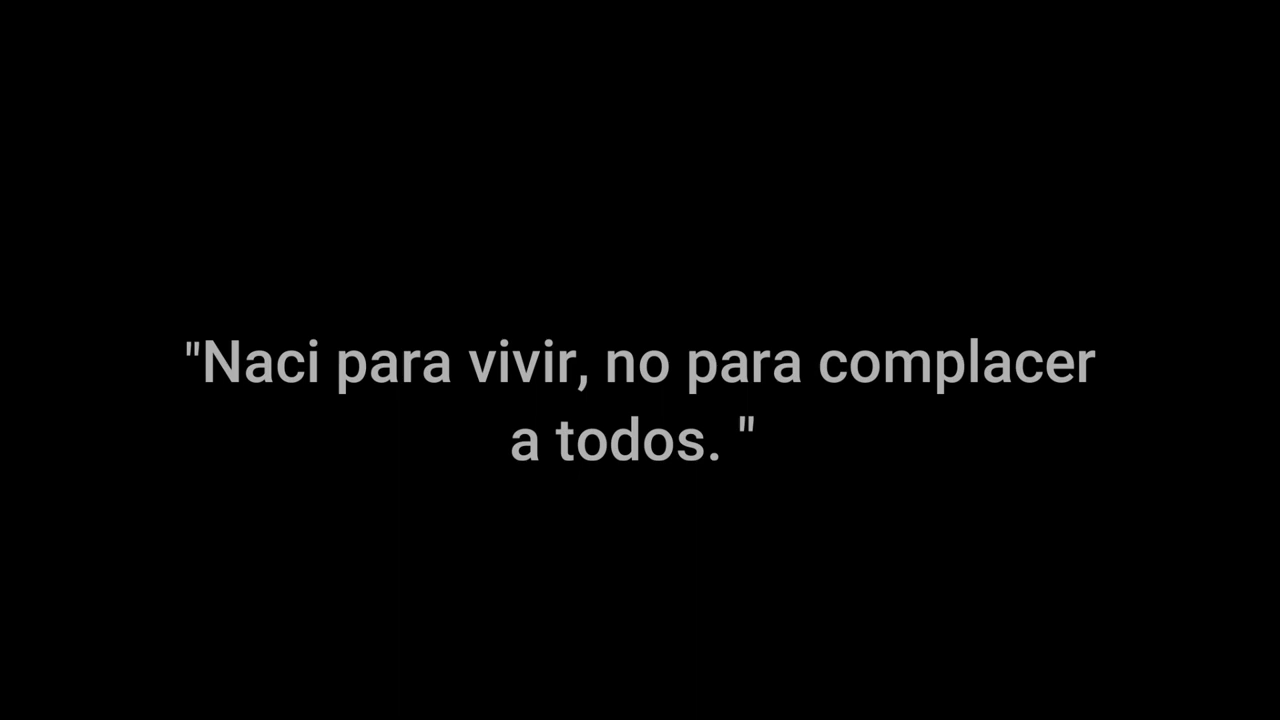 "Naci para vivir, no para complacer
a todos. "